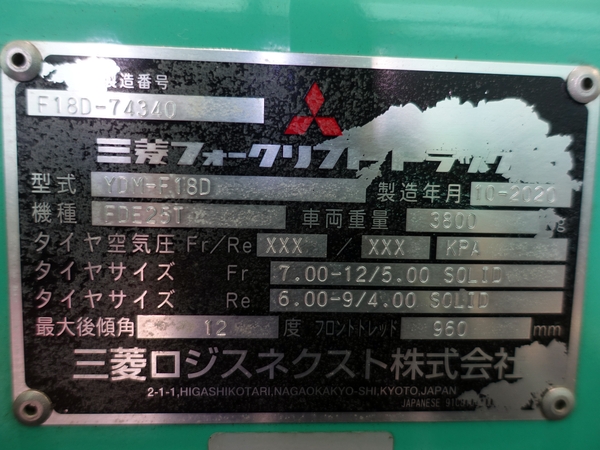 製造番号
F18D-74340
三菱フォークリフトトラック
型式 YDM-F18D 製造年月 10-2020
機種 FDE25T 車両重量 3800 kg
タイヤ空気圧 Fr/Re XXX / XXX KPA
タイヤサイズ Fr 7.00-12/5.00 SOLID
タイヤサイズ Re 6.00-9/4.00 SOLID
最大後傾角 12 度 フロントトレッド 960 mm
三菱ロジスネクスト株式会社
2-1-1,HIGASHIKOTARI,NAGAOKAKYO-SHI,KYOTO,JAPAN
JAPANESE